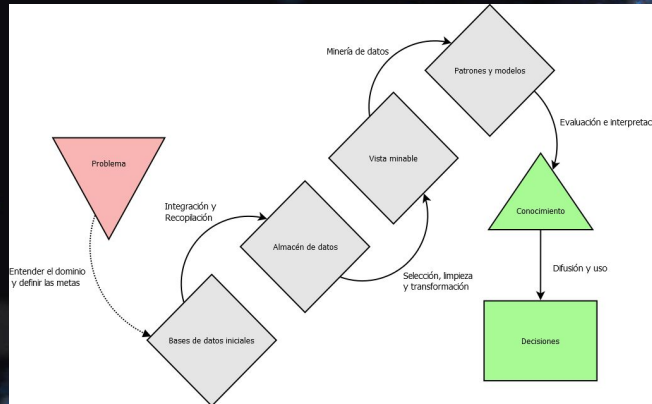 Minería de datos
Patrones y modelos
Evaluación e interpretac
Problema
Vista minable
Integración y
Recopilación
Conocimiento
Almacén de datos
Entender el dominio
y definir las metas
Selección, limpieza
y transformación
Difusión y uso
Bases de datos iniciales
Decisiones